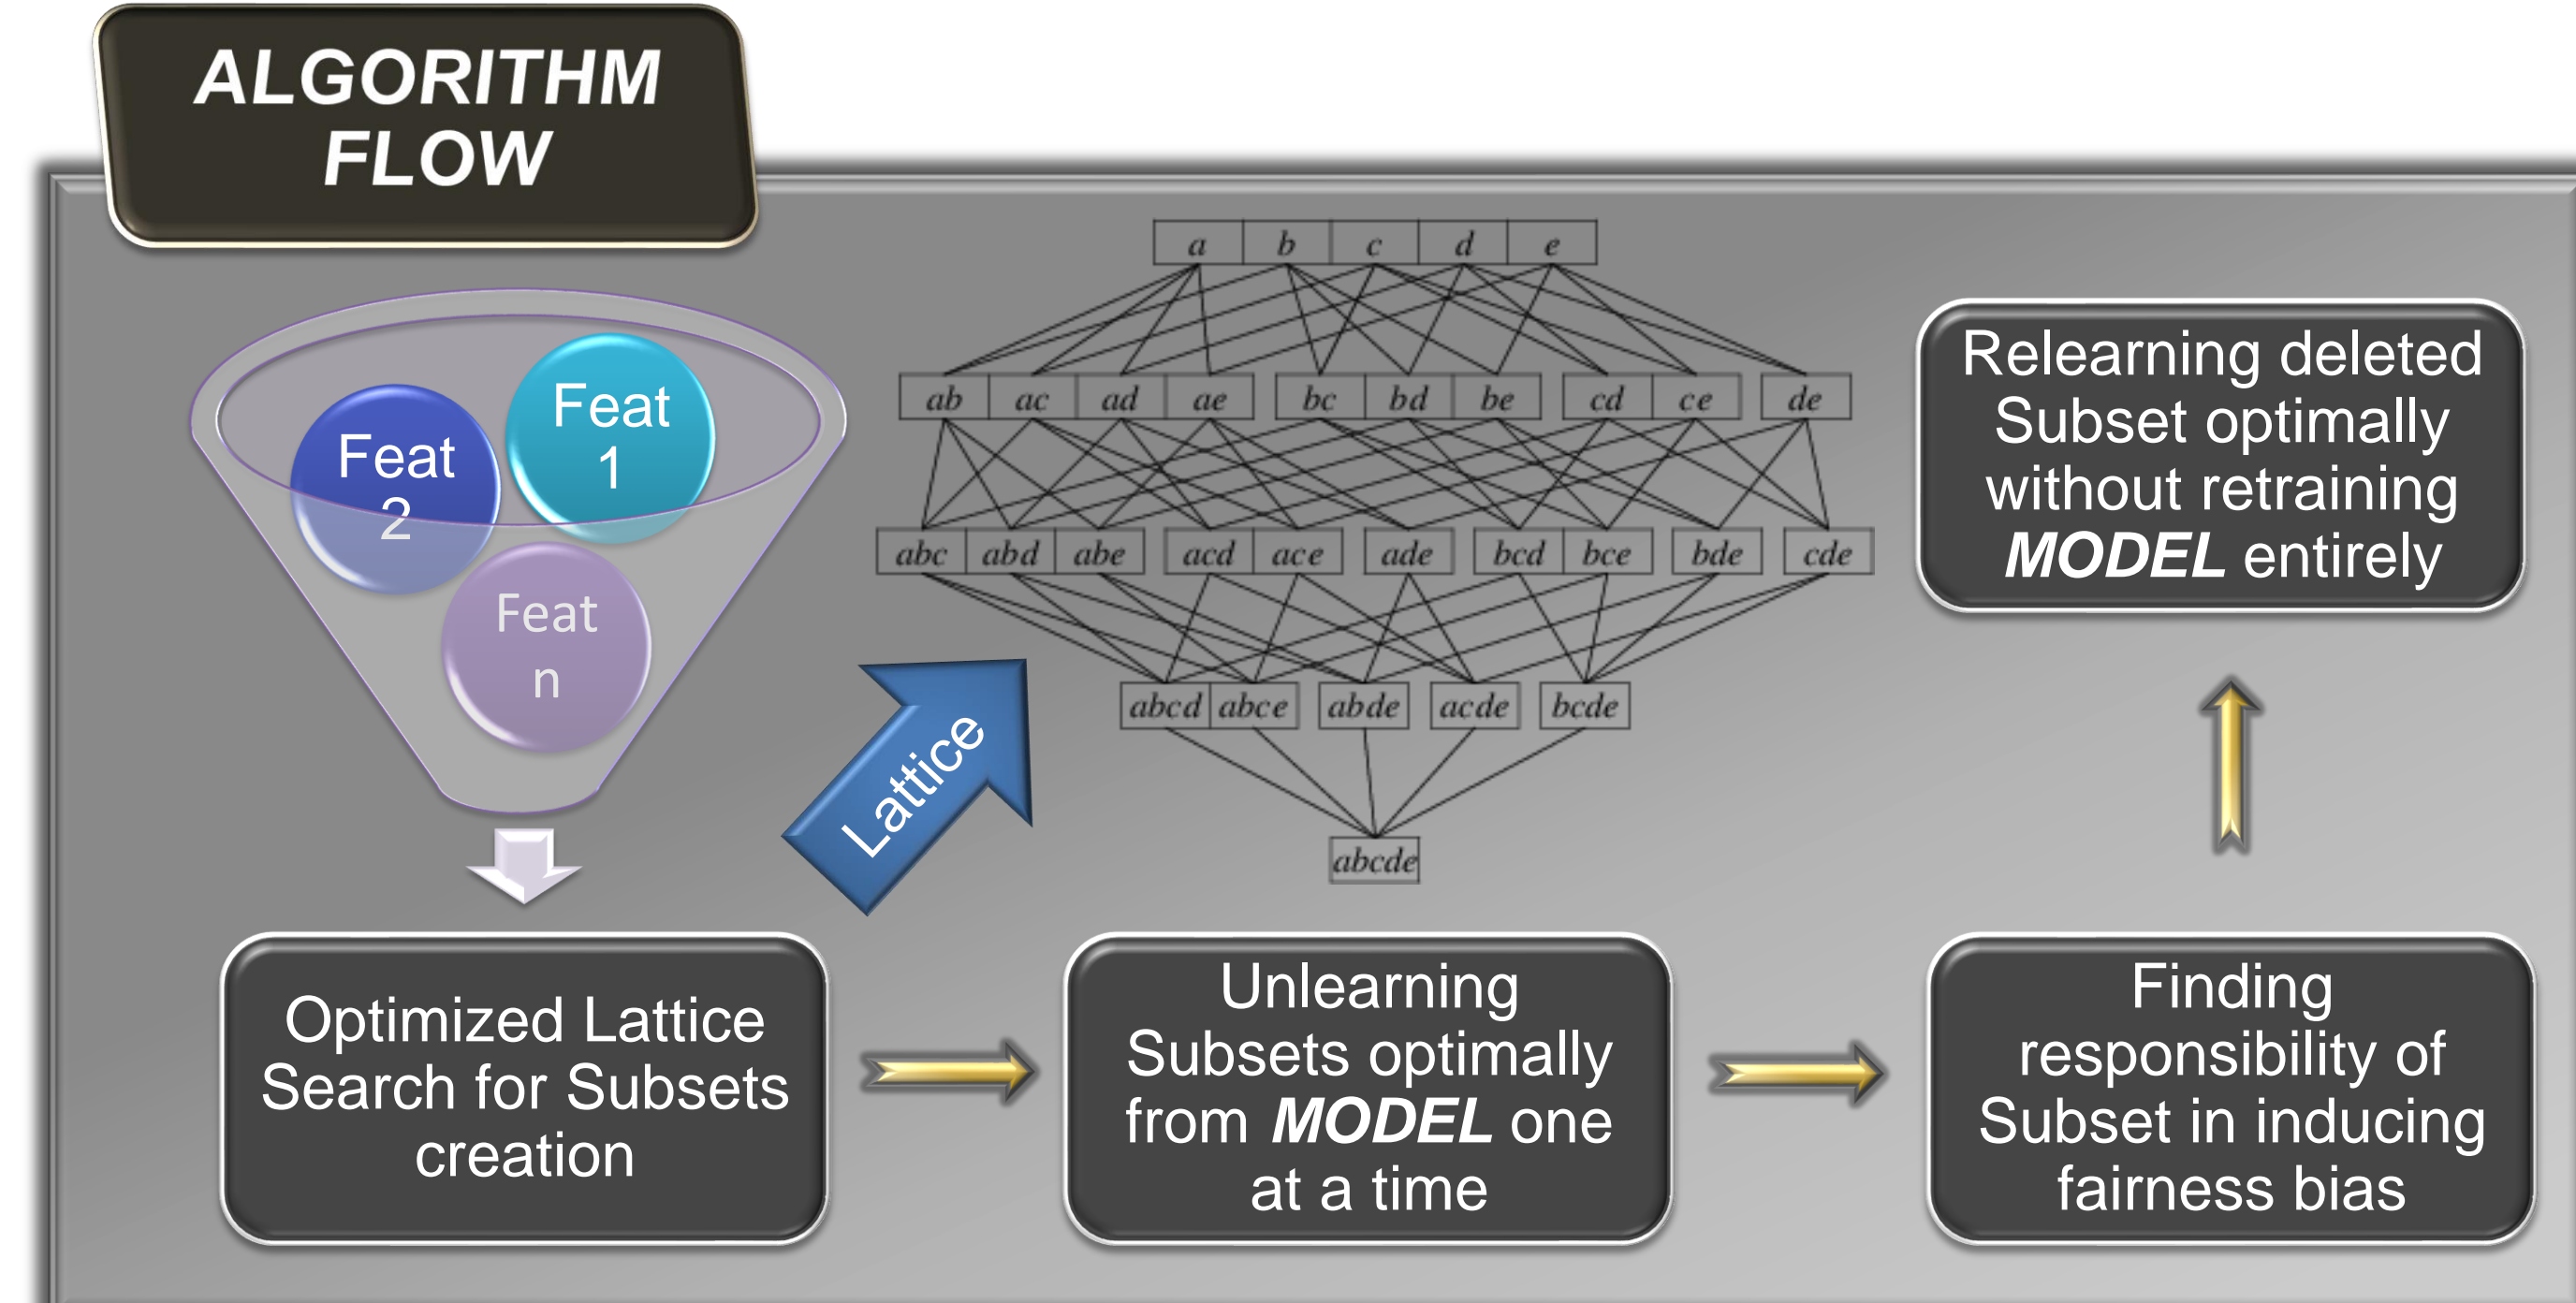 ALGORITHM
FLOW
Feat
1
Feat
2
Feat
n
Lattice
a b c d e
ab ac ad ae bc bd be cd ce de
abc abd abe acd ace ade bcd bce bde cde
abcd abce abde acde bcde
abcde
Optimized Lattice
Search for Subsets
creation
Unlearning
Subsets optimally
from MODEL one
at a time
Finding
responsibility of
Subset in inducing
fairness bias
Relearning deleted
Subset optimally
without retraining
MODEL entirely